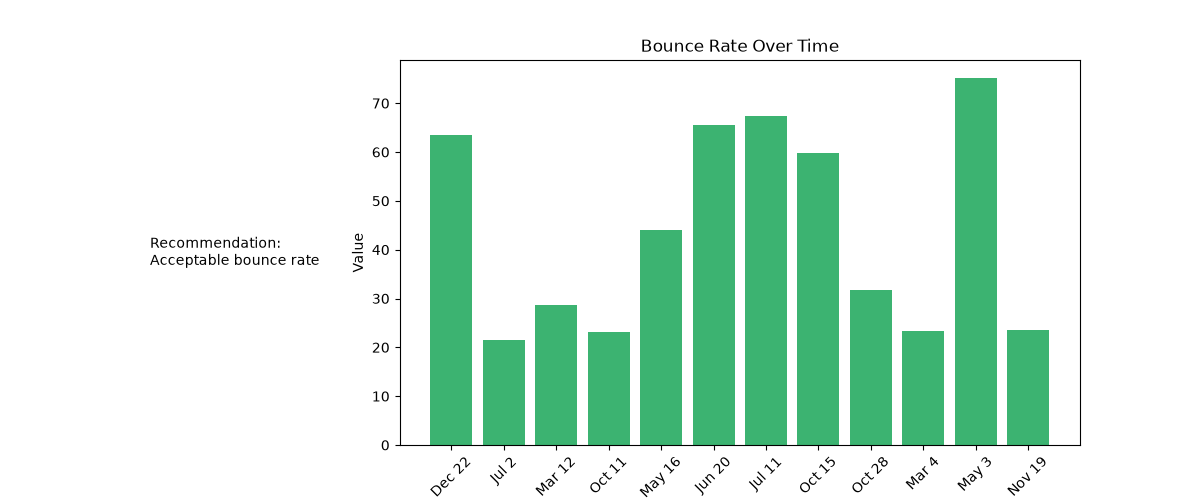 Bounce Rate Over Time
Recommendation:
Acceptable bounce rate
Value
70
60
50
40
30
20
10
0
Dec 22
Jul 2
Mar 12
Oct 11
May 16
Jun 20
Jul 11
Oct 15
Oct 28
Mar 4
May 3
Nov 19